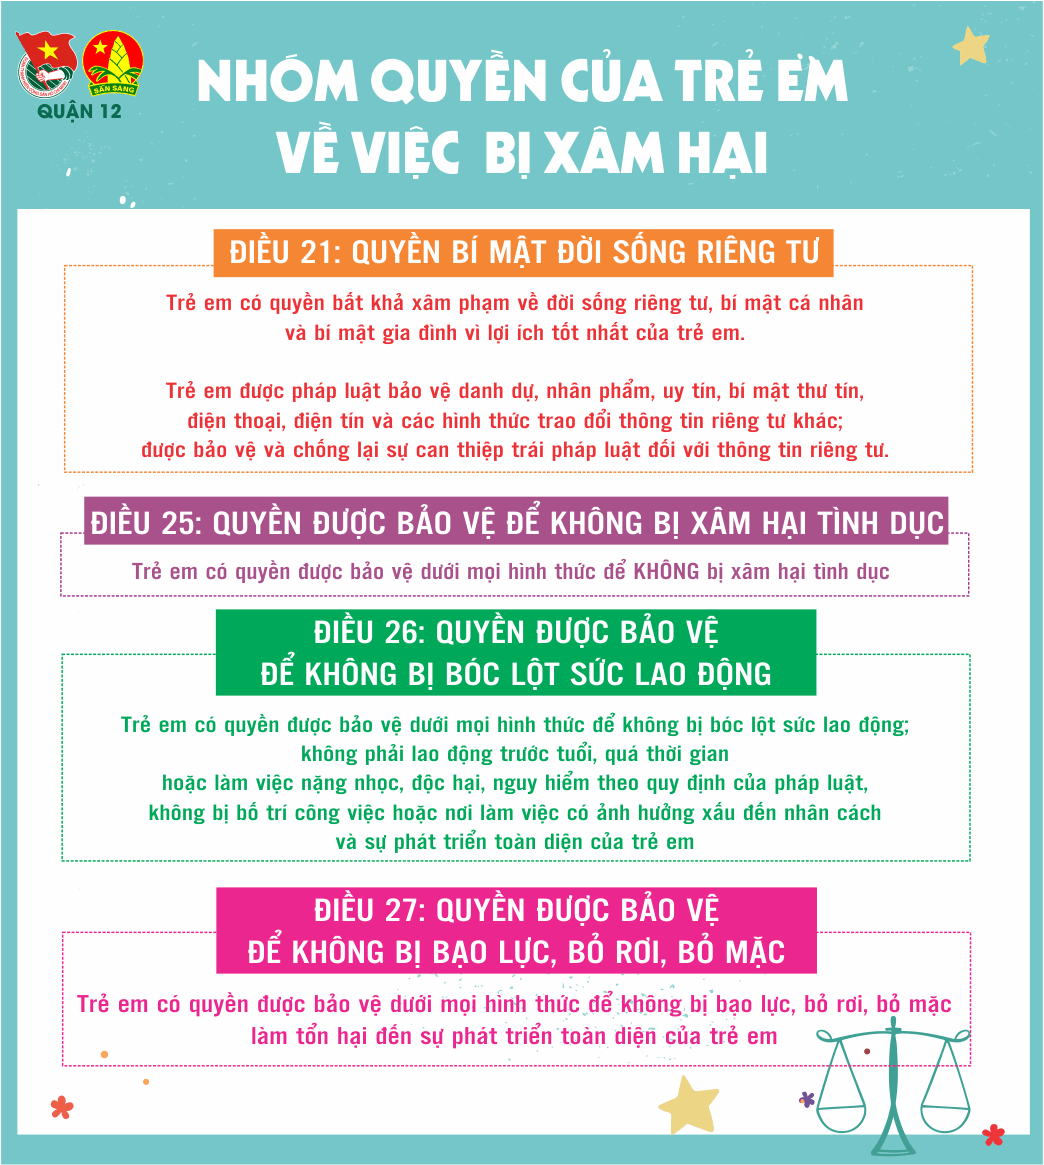 SẴN SÀNG
QUẬN 12
NHÓM QUYỀN CỦA TRẺ EM
VỀ VIỆC BỊ XÂM HẠI
ĐIỀU 21: QUYỀN BÍ MẬT ĐỜI SỐNG RIÊNG TƯ
Trẻ em có quyền bất khả xâm phạm về đời sống riêng tư, bí mật cá nhân
và bí mật gia đình vì lợi ích tốt nhất của trẻ em.
Trẻ em được pháp luật bảo vệ danh dự, nhân phẩm, uy tín, bí mật thư tín,
điện thoại, điện tín và các hình thức trao đổi thông tin riêng tư khác;
được bảo vệ và chống lại sự can thiệp trái pháp luật đối với thông tin riêng tư.
ĐIỀU 25: QUYỀN ĐƯỢC BẢO VỆ ĐỂ KHÔNG BỊ XÂM HẠI TÌNH DỤC
Trẻ em có quyền được bảo vệ dưới mọi hình thức để KHÔNG bị xâm hại tình dục
ĐIỀU 26: QUYỀN ĐƯỢC BẢO VỆ
ĐỂ KHÔNG BỊ BÓC LỘT SỨC LAO ĐỘNG
Trẻ em có quyền được bảo vệ dưới mọi hình thức để không bị bóc lột sức lao động;
không phải lao động trước tuổi, quá thời gian
hoặc làm việc nặng nhọc, độc hại, nguy hiểm theo quy định của pháp luật,
không bị bố trí công việc hoặc nơi làm việc có ảnh hưởng xấu đến nhân cách
và sự phát triển toàn diện của trẻ em
ĐIỀU 27: QUYỀN ĐƯỢC BẢO VỆ
ĐỂ KHÔNG BỊ BẠO LỰC, BỎ RƠI, BỎ MẶC
Trẻ em có quyền được bảo vệ dưới mọi hình thức để không bị bạo lực, bỏ rơi, bỏ mặc
làm tổn hại đến sự phát triển toàn diện của trẻ em